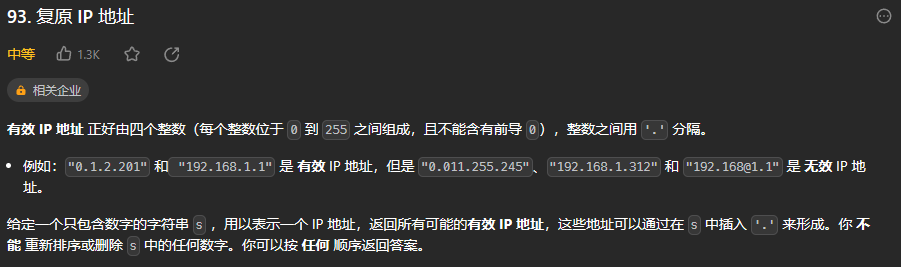 93. 复原 IP 地址
中等 1.3K
相关企业
有效 IP 地址 正好由四个整数（每个整数位于 0 到 255 之间组成，且不能含有前导 0），整数之间用 '.' 分隔。
• 例如："0.1.2.201" 和 "192.168.1.1" 是 有效 IP 地址，但是 "0.011.255.245"、"192.168.1.312" 和 "192.168@1.1" 是 无效 IP 地
址。
给定一个只包含数字的字符串 s ，用以表示一个 IP 地址，返回所有可能的有效 IP 地址，这些地址可以通过在 s 中插入 '.' 来形成。你 不
能 重新排序或删除 s 中的任何数字。你可以按 任何 顺序返回答案。